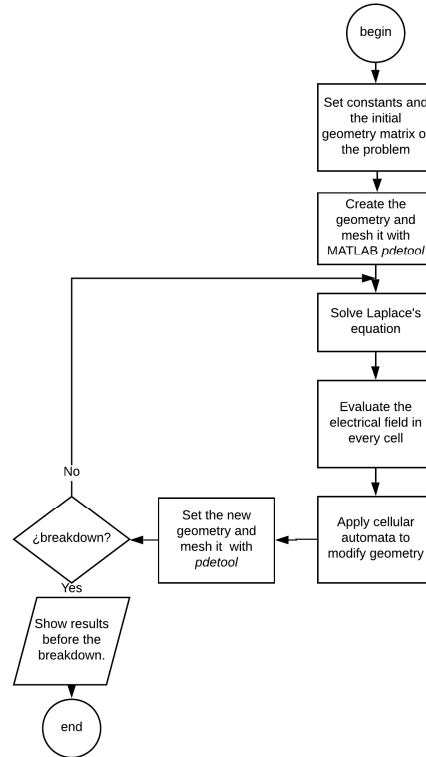 begin
Set constants and
the initial
geometry matrix o
the problem
Create the
geometry and
mesh it with
MATLAB pdetool
Solve Laplace's
equation
Evaluate the
electrical field in
every cell
Apply cellular
automata to
modify geometry
Set the new
geometry and
mesh it with
pdetool
¿breakdown?
No
Yes
Show results
before the
breakdown.
end